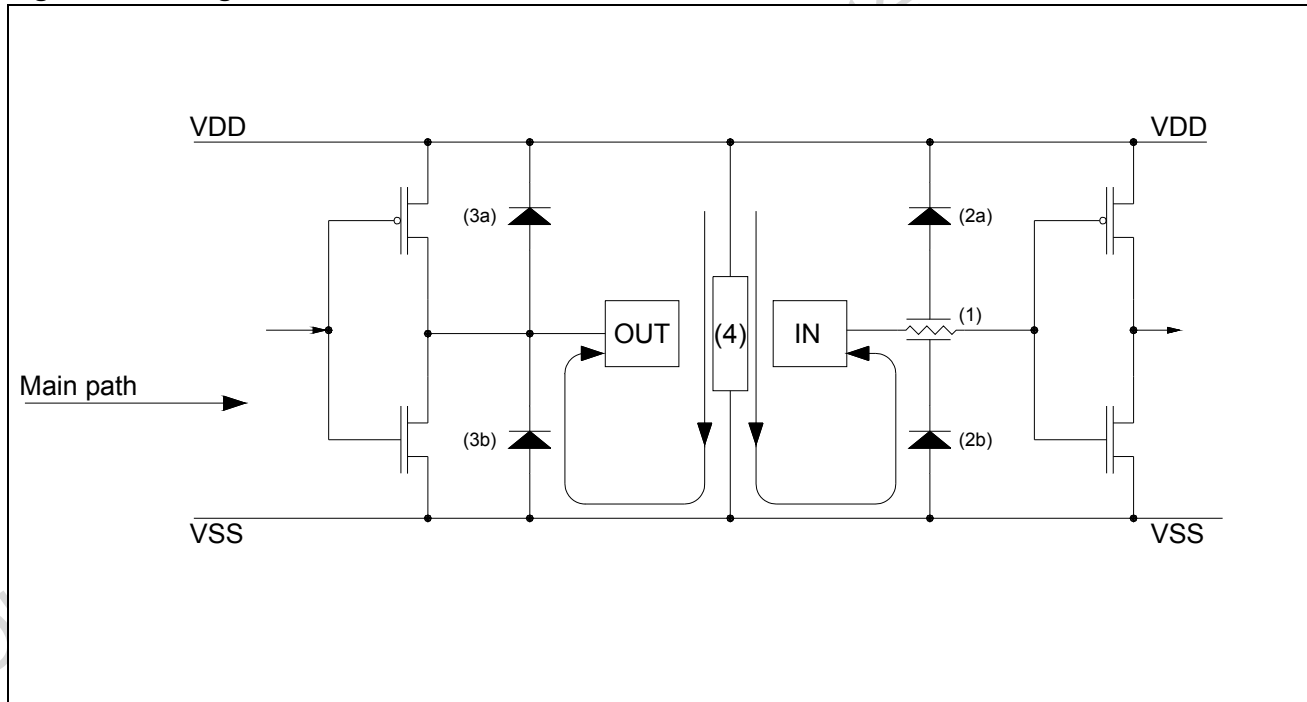 VDD
VDD
(3a)
(2a)
(1)
OUT
(4)
IN
Main path
(3b)
(2b)
VSS
VSS